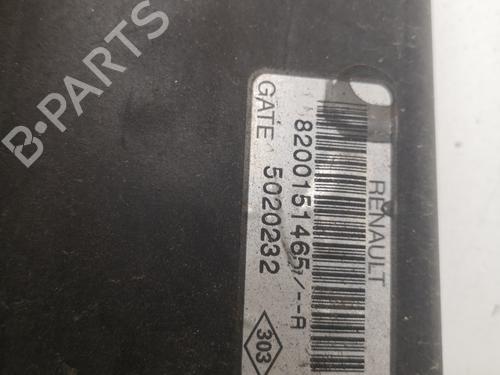 RENAULT
8200151465/--A
GATE 5020232
303
B-PARTS